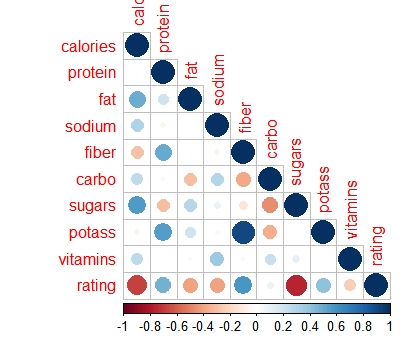 calo
protein
fat
sodium
fiber
carbo
sugars
potass
vitamins
rating
calories
protein
fat
sodium
fiber
carbo
sugars
potass
vitamins
rating
-1 -0.8 -0.6 -0.4 -0.2 0 0.2 0.4 0.6 0.8 1